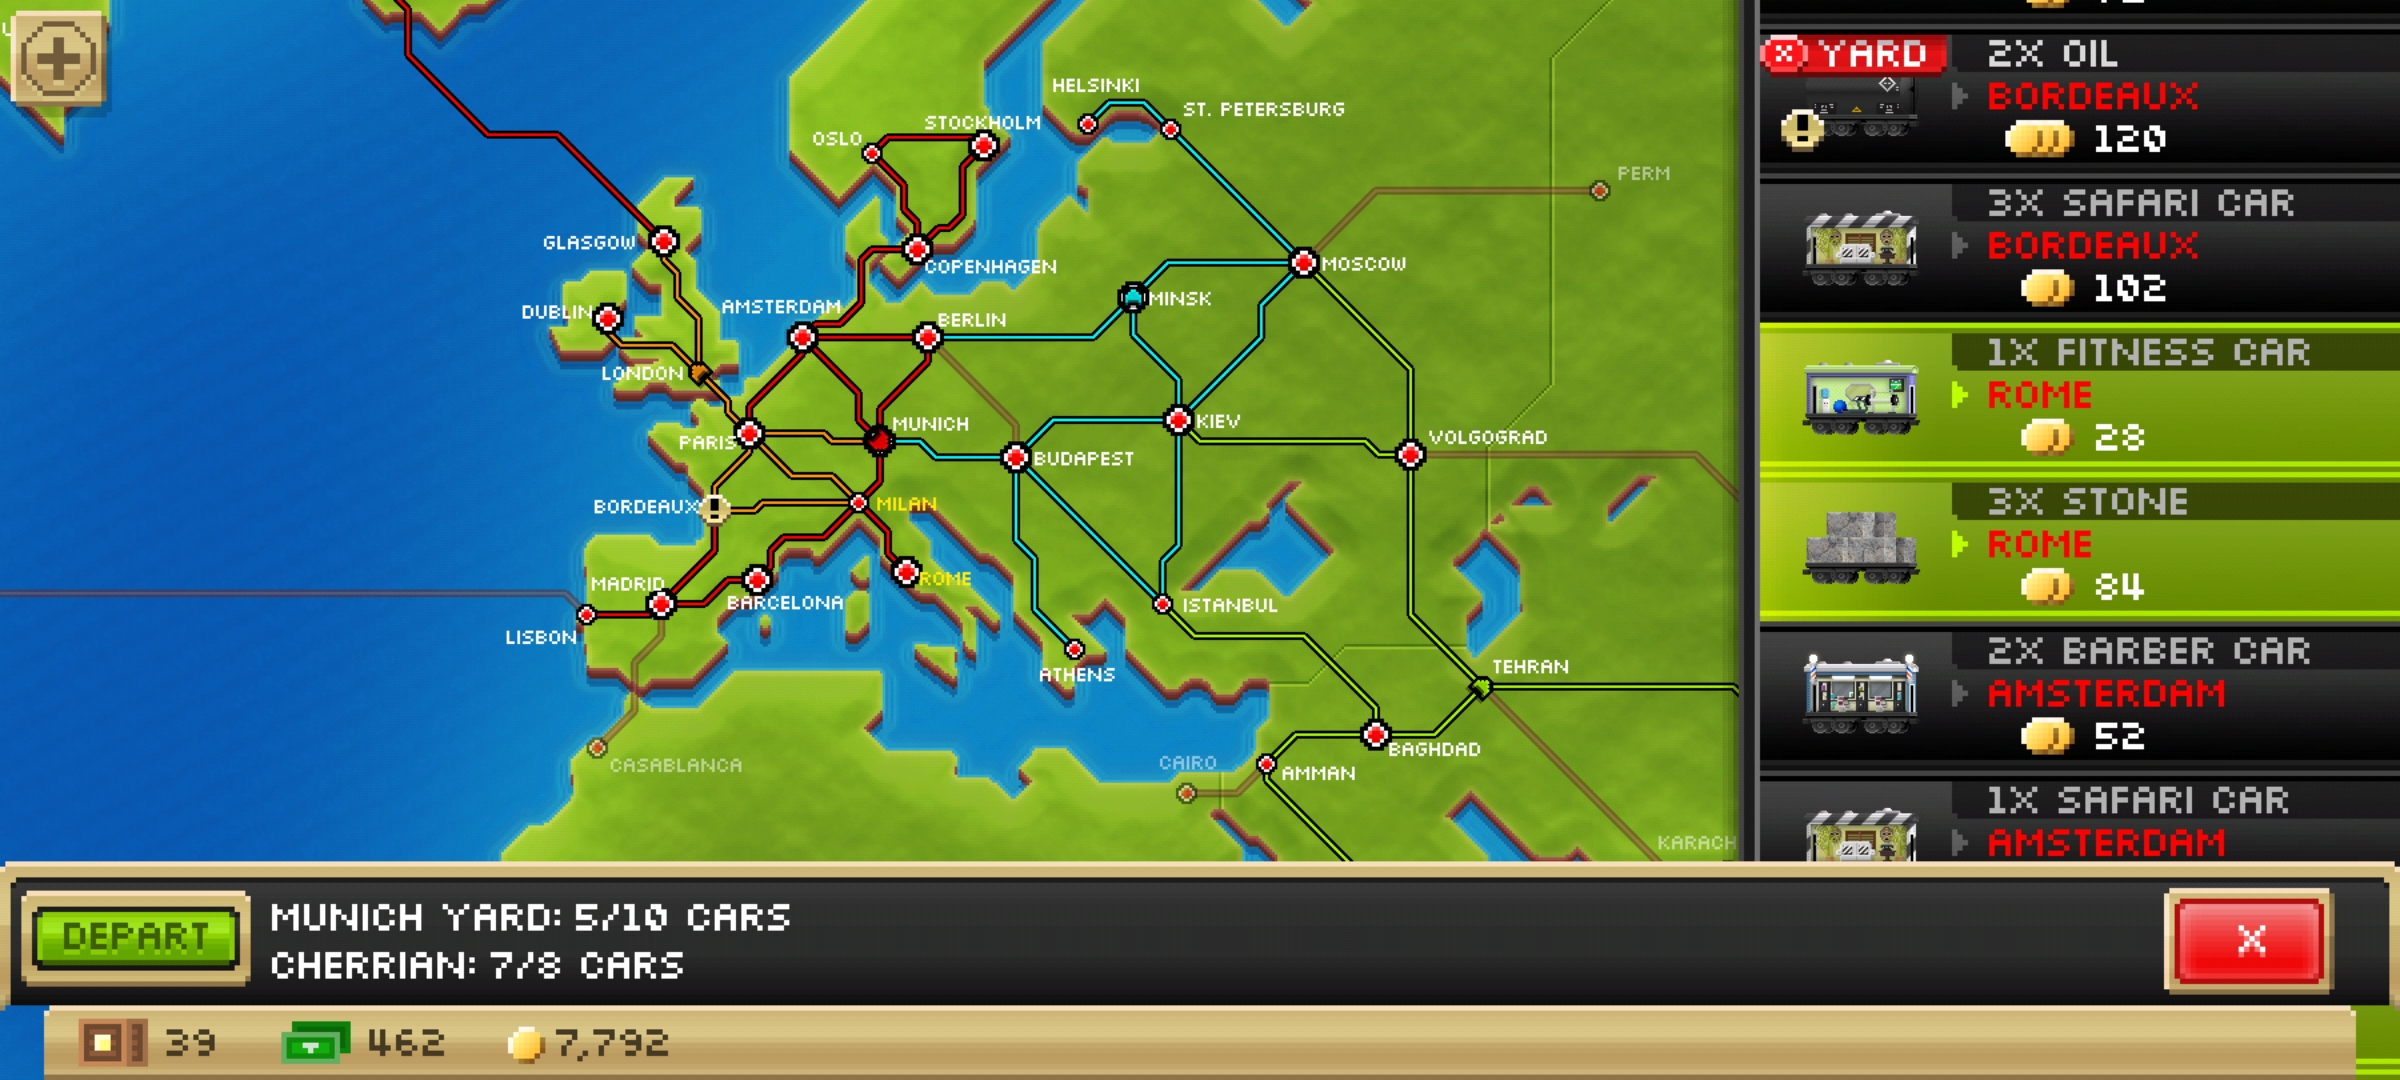 HELSINKI
ST. PETERSBURG
STOCKHOLM
OSLO
PERM
GLASGOW
COPENHAGEN
MOSCOW
DUBLIN
AMSTERDAM
BERLIN
MINSK
LONDON
MUNICH
KIEV
PARIS
BUDAPEST
VOLGOGRAD
BORDEAUX
MILAN
MADRID
ROME
BARCELONA
ISTANBUL
LISBON
ATHENS
TEHRAN
CASABLANCA
CAIRO
BAGHDAD
AMMAN
KARACH
YARD
2X OIL
BORDEAUX
120
3X SAFARI CAR
BORDEAUX
102
1X FITNESS CAR
ROME
28
3X STONE
ROME
84
2X BARBER CAR
AMSTERDAM
52
1X SAFARI CAR
AMSTERDAM
DEPART
MUNICH YARD: 5/10 CARS
CHERRIAN: 7/8 CARS
X
39
462
7,792